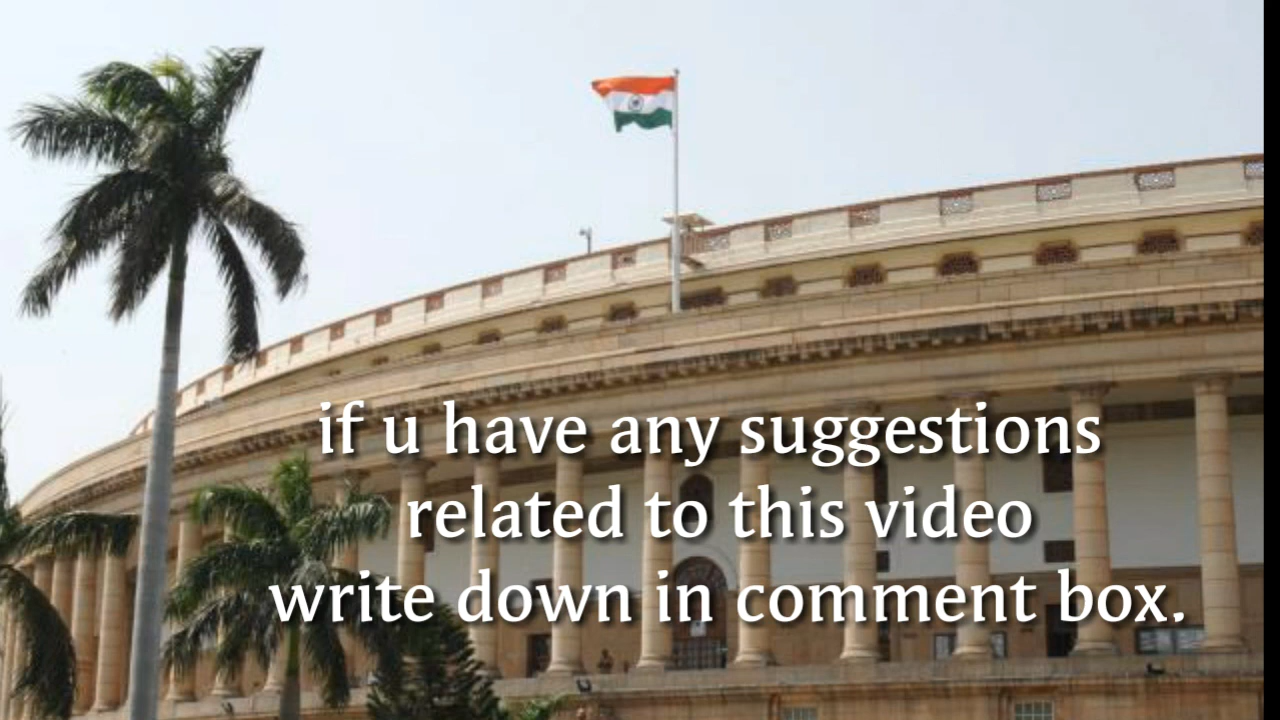 if u have any suggestions
related to this video
write down in comment box.